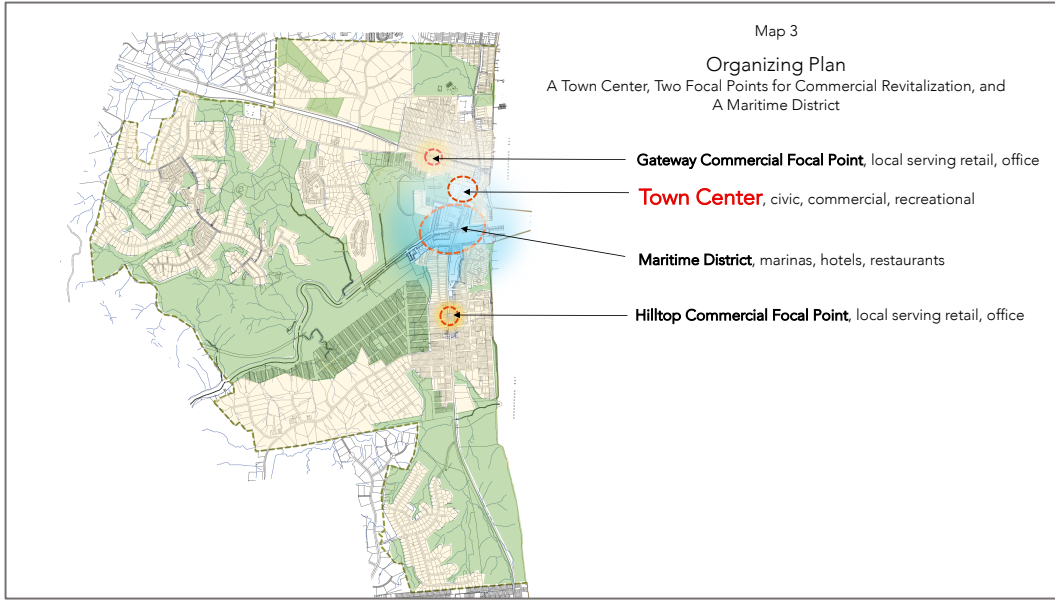 Map 3
Organizing Plan
A Town Center, Two Focal Points for Commercial Revitalization, and
A Maritime District
Gateway Commercial Focal Point, local serving retail, office
Town Center, civic, commercial, recreational
Maritime District, marinas, hotels, restaurants
Hilltop Commercial Focal Point, local serving retail, office